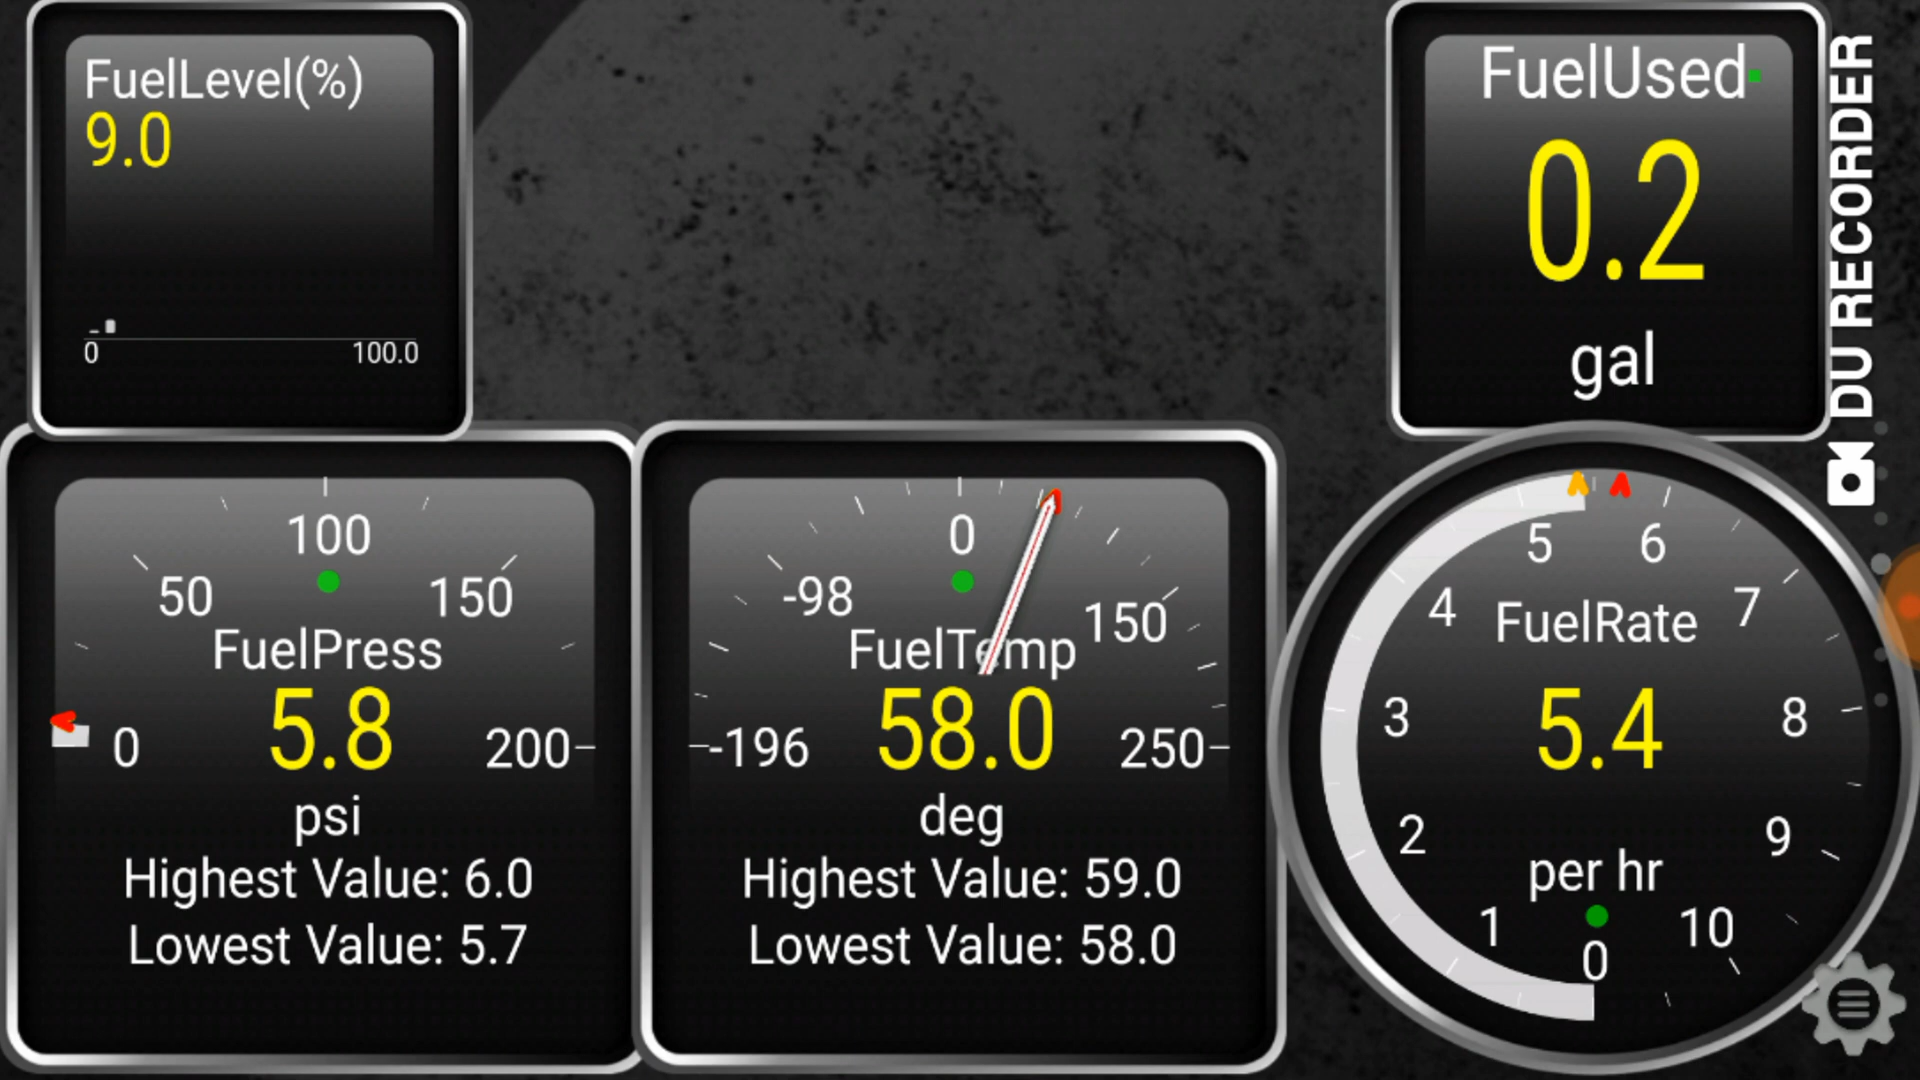 FuelLevel(%)
9.0
0
100.0
FuelUsed
0.2
gal
DU RECORDER
0
50
100
150
200
FuelPress
5.8
psi
Highest Value: 6.0
Lowest Value: 5.7
-196
-98
0
150
250
FuelTemp
58.0
deg
Highest Value: 59.0
Lowest Value: 58.0
0
1
2
3
4
5
6
7
8
9
10
FuelRate
5.4
per hr